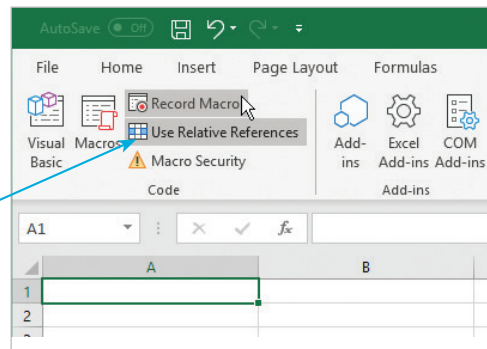 AutoSave Off
File Home Insert Page Layout Formulas
Record Macro
Use Relative References
Visual Basic
Macros
Macro Security
Add-ins
Excel Add-ins
COM Add-ins
Code Add-ins
A1 fx
A B
1
2